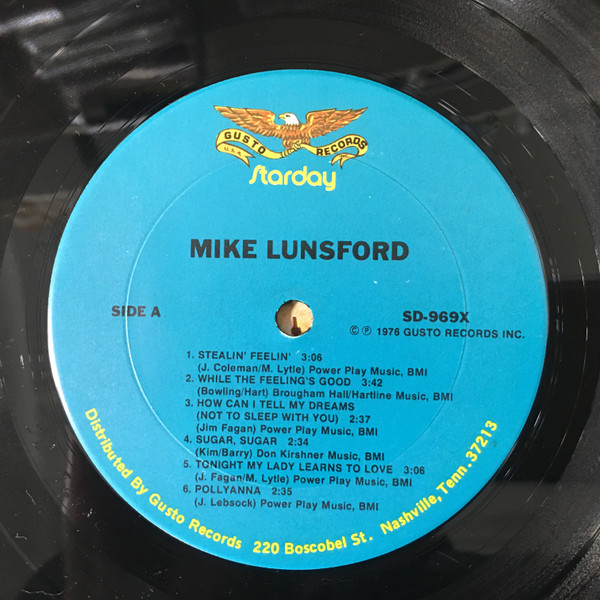 GUSTO RECORDS
U.S.A.
Starday
MIKE LUNSFORD
SIDE A
SD-969X
© ℗ 1976 GUSTO RECORDS INC.
1. STEALIN' FEELIN' 3:06
(J. Coleman/M. Lytle) Power Play Music, BMI
2. WHILE THE FEELING'S GOOD 3:42
(Bowling/Hart) Brougham Hall/Hartline Music, BMI
3. HOW CAN I TELL MY DREAMS
(NOT TO SLEEP WITH YOU) 2:37
(Jim Fagan) Power Play Music, BMI
4. SUGAR, SUGAR 2:34
(Kim/Barry) Don Kirshner Music, BMI
5. TONIGHT MY LADY LEARNS TO LOVE 3:06
(J. Fagan/M. Lytle) Power Play Music, BMI
6. POLLYANNA 2:35
(J. Lebsock) Power Play Music, BMI
Distributed By Gusto Records 220 Boscobel St. Nashville, Tenn. 37213